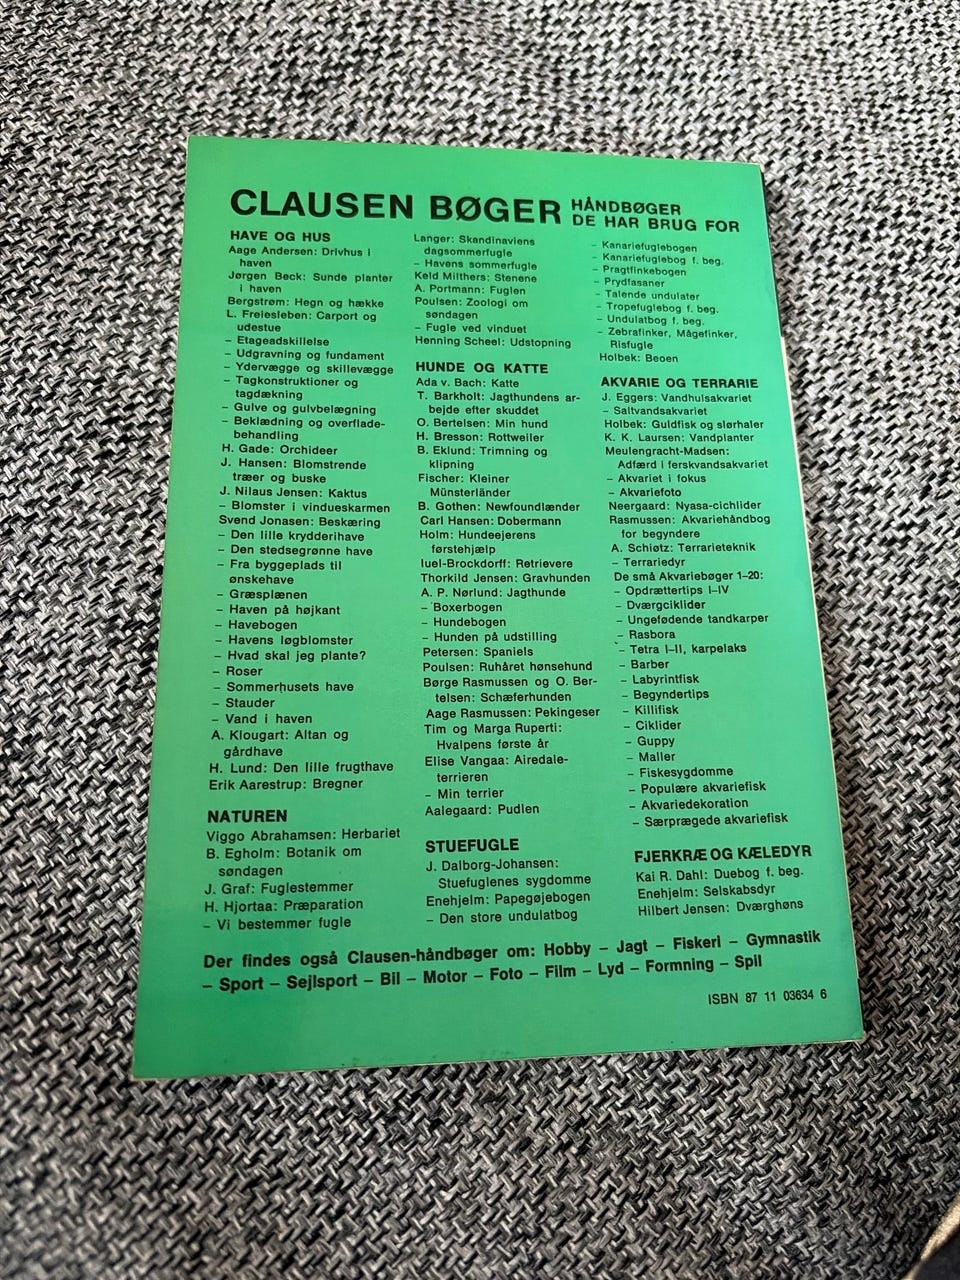 CLAUSEN BØGER HÅNDBØGER
DE HAR BRUG FOR
HAVE OG HUS
Aage Andersen: Drivhus i
haven
Jørgen Beck: Sunde planter
i haven
Bergstrøm: Hegn og hække
L. Freiesleben: Carport og
udestue
– Etageadskillelse
– Udgravning og fundament
– Ydervægge og skillevægge
– Tagkonstruktioner og
tagdækning
– Gulve og gulvbelægning
– Beklædning og overflade-
behandling
H. Gade: Orchideer
J. Hansen: Blomstrende
træer og buske
J. Nilaus Jensen: Kaktus
– Blomster i vindueskarmen
Svend Jonasen: Beskæring
– Den lille krydderihave
– Den stedsegrønne have
– Fra byggeplads til
ønskehave
– Græsplænen
– Haven på højkant
– Havebogen
– Havens løgblomster
– Hvad skal jeg plante?
– Roser
– Sommerhusets have
– Stauder
– Vand i haven
A. Klougart: Altan og
gårdhave
H. Lund: Den lille frugthave
Erik Aarestrup: Bregner
NATUREN
Viggo Abrahamsen: Herbariet
B. Egholm: Botanik om
søndagen
J. Graf: Fuglestemmer
H. Hjortaa: Præparation
– Vi bestemmer fugle
Langer: Skandinaviens
dagsommerfugle
– Havens sommerfugle
Keld Milthers: Stenene
A. Portmann: Fuglen
Poulsen: Zoologi om
søndagen
– Fugle ved vinduet
Henning Scheel: Udstopning
HUNDE OG KATTE
Ada v. Bach: Katte
T. Barkholt: Jagthundens ar-
bejde efter skuddet
O. Bertelsen: Min hund
H. Bresson: Rottweiler
B. Eklund: Trimning og
klipning
Fischer: Kleiner
Münsterländer
B. Gothen: Newfoundlænder
Carl Hansen: Dobermann
Holm: Hundeejerens
førstehjælp
Iuel-Brockdorff: Retrievere
Thorkild Jensen: Gravhunden
A. P. Nørlund: Jagthunde
– Boxerbogen
– Hundebogen
– Hunden på udstilling
Petersen: Spaniels
Poulsen: Ruhåret hønsehund
Børge Rasmussen og O. Ber-
telsen: Schæferhunden
Aage Rasmussen: Pekingeser
Tim og Marga Ruperti:
Hvalpens første år
Elise Vangaa: Airedale-
terrieren
– Min terrier
Aalegaard: Pudlen
STUEFUGLE
J. Dalborg-Johansen:
Stuefuglenes sygdomme
Enehjelm: Papegøjebogen
– Den store undulatbog
– Kanariefuglebogen
– Kanariefuglebog f. beg.
– Pragtfinkebogen
– Prydfasaner
– Talende undulater
– Tropefuglebog f. beg.
– Undulatbog f. beg.
– Zebrafinker, Mågefinker,
Risfugle
Holbek: Beoen
AKVARIE OG TERRARIE
J. Eggers: Vandhulsakvariet
– Saltvandsakvariet
Holbek: Guldfisk og slørhaler
K. K. Laursen: Vandplanter
Meulengracht-Madsen:
Adfærd i ferskvandsakvariet
– Akvariet i fokus
– Akvariefoto
Neergaard: Nyasa-cichlider
Rasmussen: Akvariehåndbog
for begyndere
A. Schiøtz: Terrarieteknik
– Terrariedyr
De små Akvariebøger 1–20:
– Opdrættertips I–IV
– Dværgciklider
– Ungefødende tandkarper
– Rasbora
– Tetra I–II, karpelaks
– Barber
– Labyrintfisk
– Begyndertips
– Killifisk
– Ciklider
– Guppy
– Maller
– Fiskesygdomme
– Populære akvariefisk
– Akvariedekoration
– Særprægede akvariefisk
FJERKRÆ OG KÆLEDYR
Kai R. Dahl: Duebog f. beg.
Enehjelm: Selskabsdyr
Hilbert Jensen: Dværghøns
Der findes også Clausen-håndbøger om: Hobby – Jagt – Fiskeri – Gymnastik
– Sport – Sejlsport – Bil – Motor – Foto – Film – Lyd – Formning – Spil
ISBN 87 11 03634 6